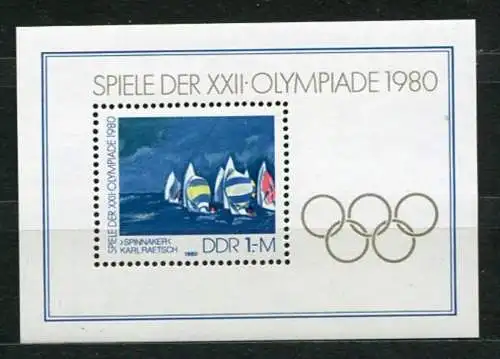 SPIELE DER XXII·OLYMPIADE 1980
SPIELE DER XXII·OLYMPIADE 1980
›SPINNAKER‹
KARL RAETSCH
DDR 1,-M
1980